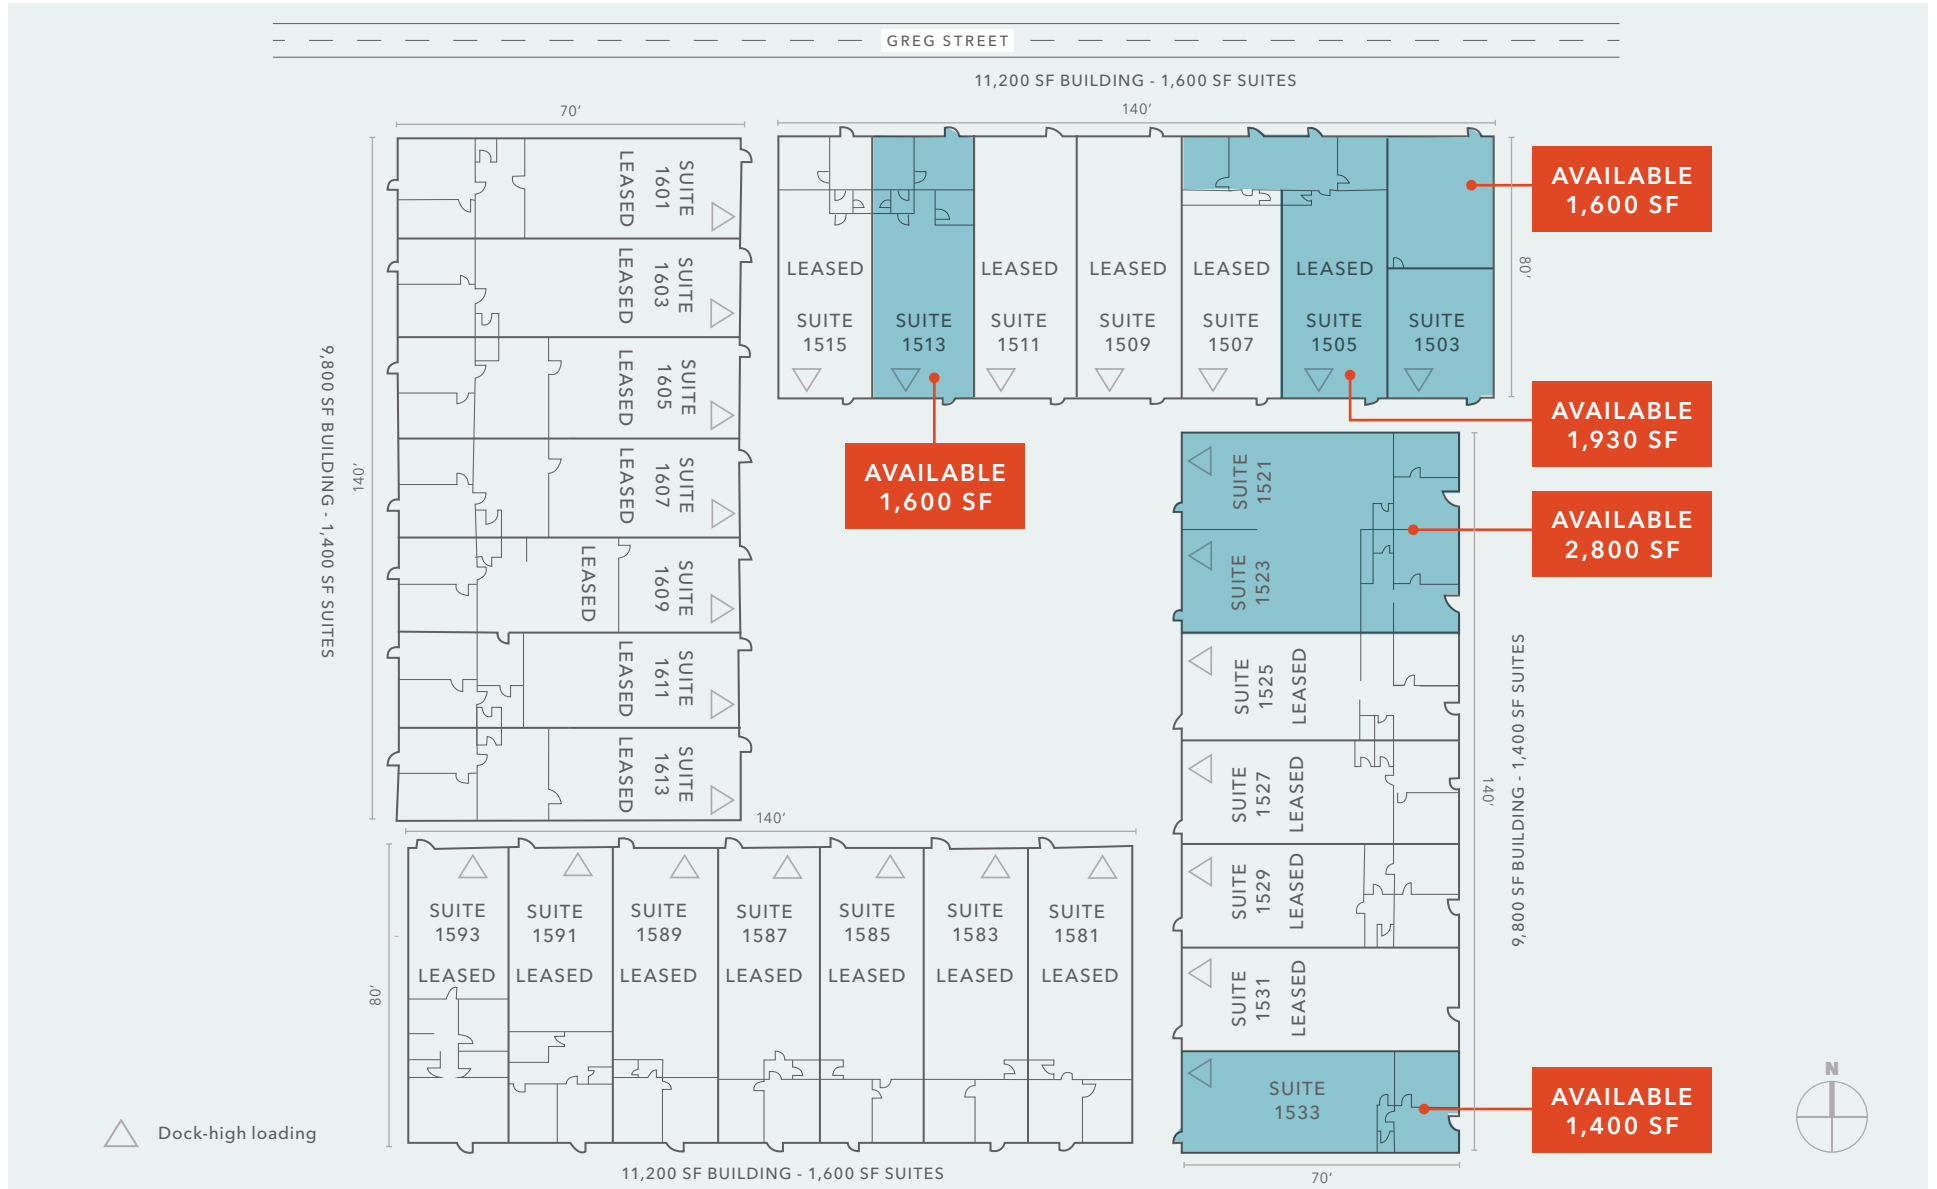 GREG STREET
11,200 SF BUILDING - 1,600 SF SUITES
140'
70'
80'
LEASED
SUITE
1515
SUITE
1513
LEASED
SUITE
1511
LEASED
SUITE
1509
LEASED
SUITE
1507
LEASED
SUITE
1505
SUITE
1503
AVAILABLE
1,600 SF
AVAILABLE
1,930 SF
AVAILABLE
1,600 SF
AVAILABLE
2,800 SF
9,800 SF BUILDING - 1,400 SF SUITES
140'
SUITE
1601
LEASED
SUITE
1603
LEASED
SUITE
1605
LEASED
SUITE
1607
LEASED
SUITE
1609
LEASED
SUITE
1611
LEASED
SUITE
1613
LEASED
SUITE
1521
SUITE
1523
SUITE
1525
LEASED
SUITE
1527
LEASED
SUITE
1529
LEASED
SUITE
1531
LEASED
SUITE
1533
140'
9,800 SF BUILDING - 1,400 SF SUITES
AVAILABLE
1,400 SF
70'
140'
80'
SUITE
1593
LEASED
SUITE
1591
LEASED
SUITE
1589
LEASED
SUITE
1587
LEASED
SUITE
1585
LEASED
SUITE
1583
LEASED
SUITE
1581
LEASED
11,200 SF BUILDING - 1,600 SF SUITES
Dock-high loading
N